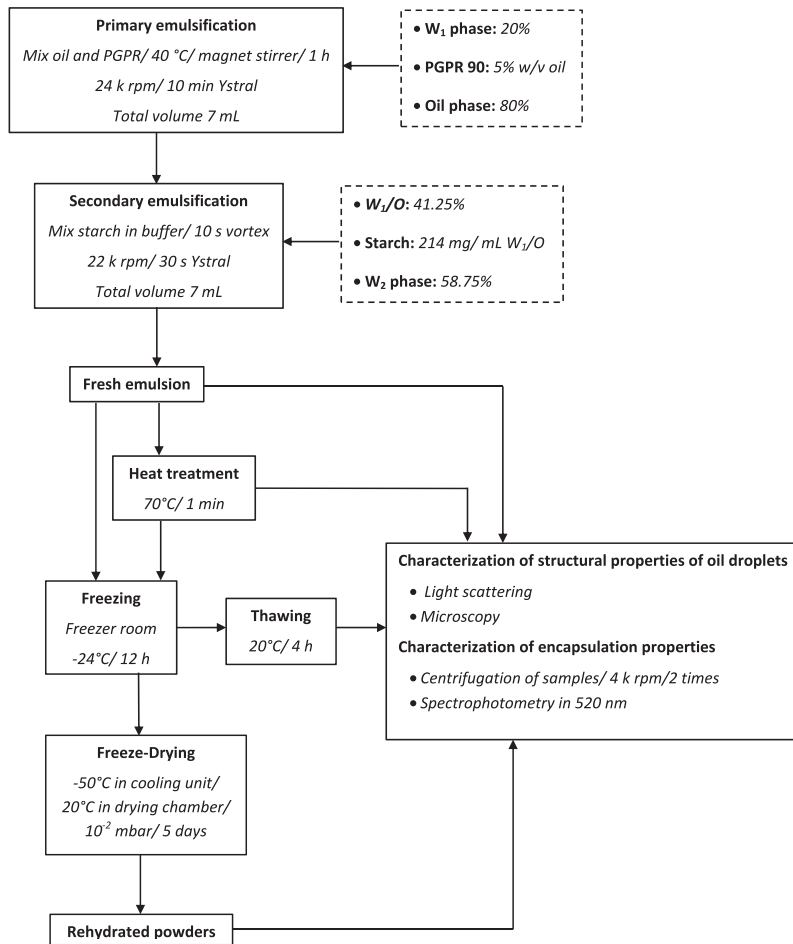 Primary emulsification
Mix oil and PGPR/ 40 °C/ magnet stirrer/ 1 h
24 k rpm/ 10 min Ystral
Total volume 7 mL
• W₁ phase: 20%
• PGPR 90: 5% w/v oil
• Oil phase: 80%
Secondary emulsification
Mix starch in buffer/ 10 s vortex
22 k rpm/ 30 s Ystral
Total volume 7 mL
• W₁/O: 41.25%
• Starch: 214 mg/ mL W₁/O
• W₂ phase: 58.75%
Fresh emulsion
Heat treatment
70°C/ 1 min
Freezing
Freezer room
-24°C/ 12 h
Thawing
20°C/ 4 h
Characterization of structural properties of oil droplets
• Light scattering
• Microscopy
Characterization of encapsulation properties
• Centrifugation of samples/ 4 k rpm/2 times
• Spectrophotometry in 520 nm
Freeze-Drying
-50°C in cooling unit/
20°C in drying chamber/
10⁻² mbar/ 5 days
Rehydrated powders